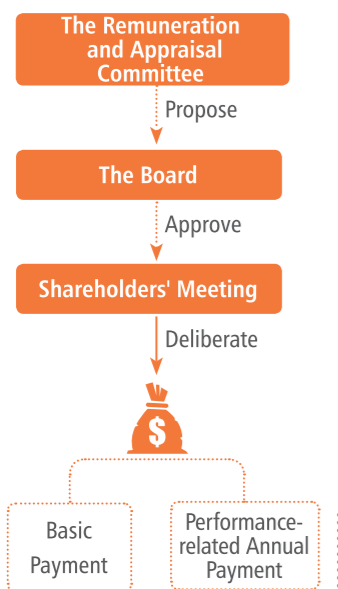 The Remuneration
and Appraisal
Committee
Propose
The Board
Approve
Shareholders' Meeting
Deliberate
$
Basic
Payment
Performance-
related Annual
Payment